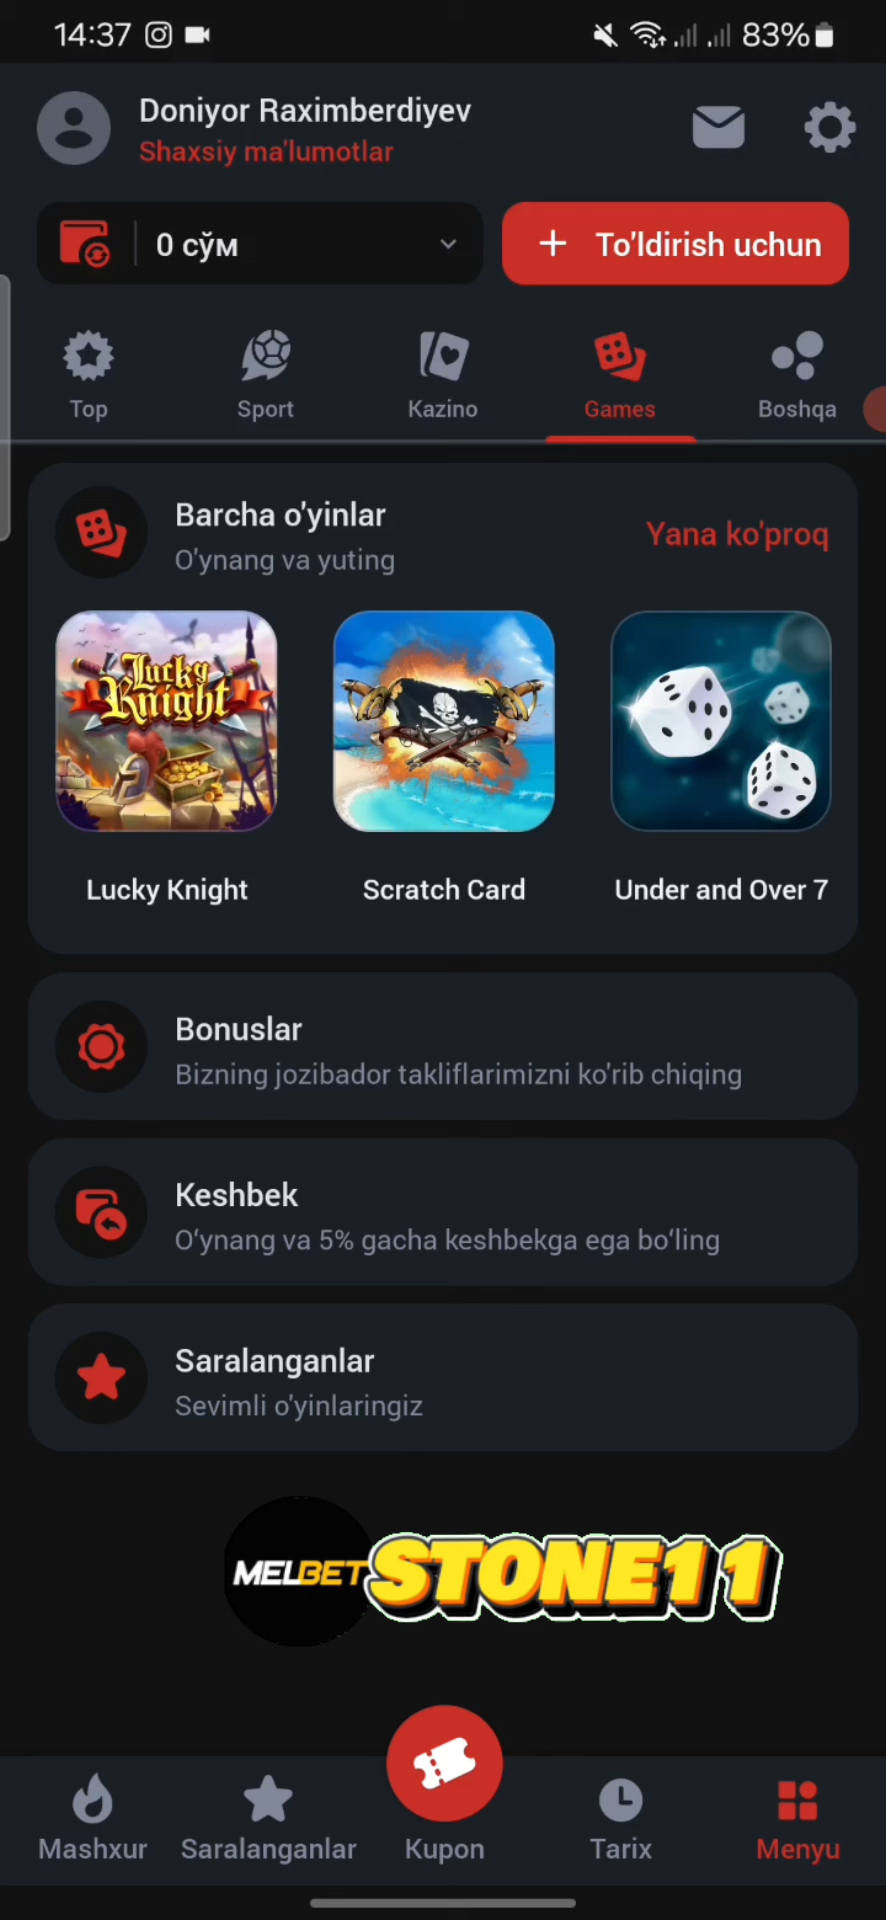 14:37
83%
Doniyor Raximberdiyev
Shaxsiy ma'lumotlar
0 сўм
+ To'ldirish uchun
Top
Sport
Kazino
Games
Boshqa
Barcha o'yinlar
O'ynang va yuting
Yana ko'proq
Lucky Knight
Lucky Knight
Scratch Card
Under and Over 7
Bonuslar
Bizning jozibador takliflarimizni ko'rib chiqing
Keshbek
Oʻynang va 5% gacha keshbekga ega boʻling
Saralanganlar
Sevimli o'yinlaringiz
MELBET STONE11
Mashxur
Saralanganlar
Kupon
Tarix
Menyu